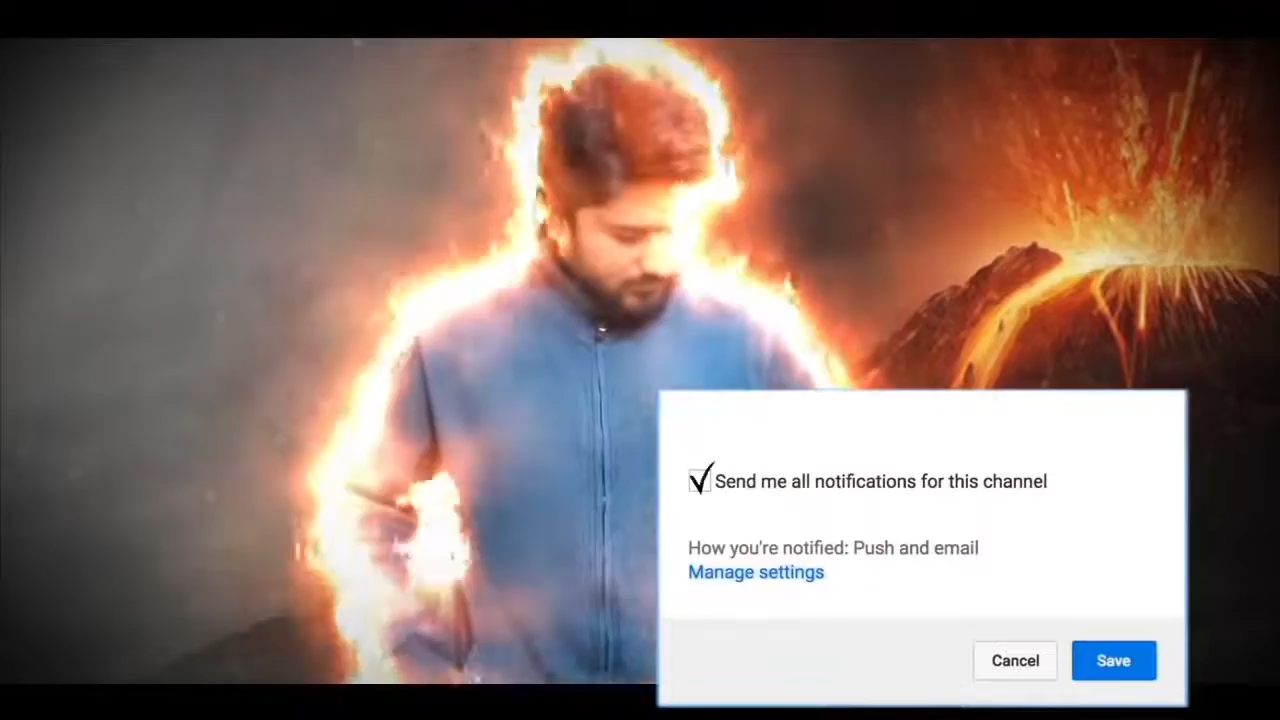 Send me all notifications for this channel
How you're notified: Push and email
Manage settings
Cancel
Save